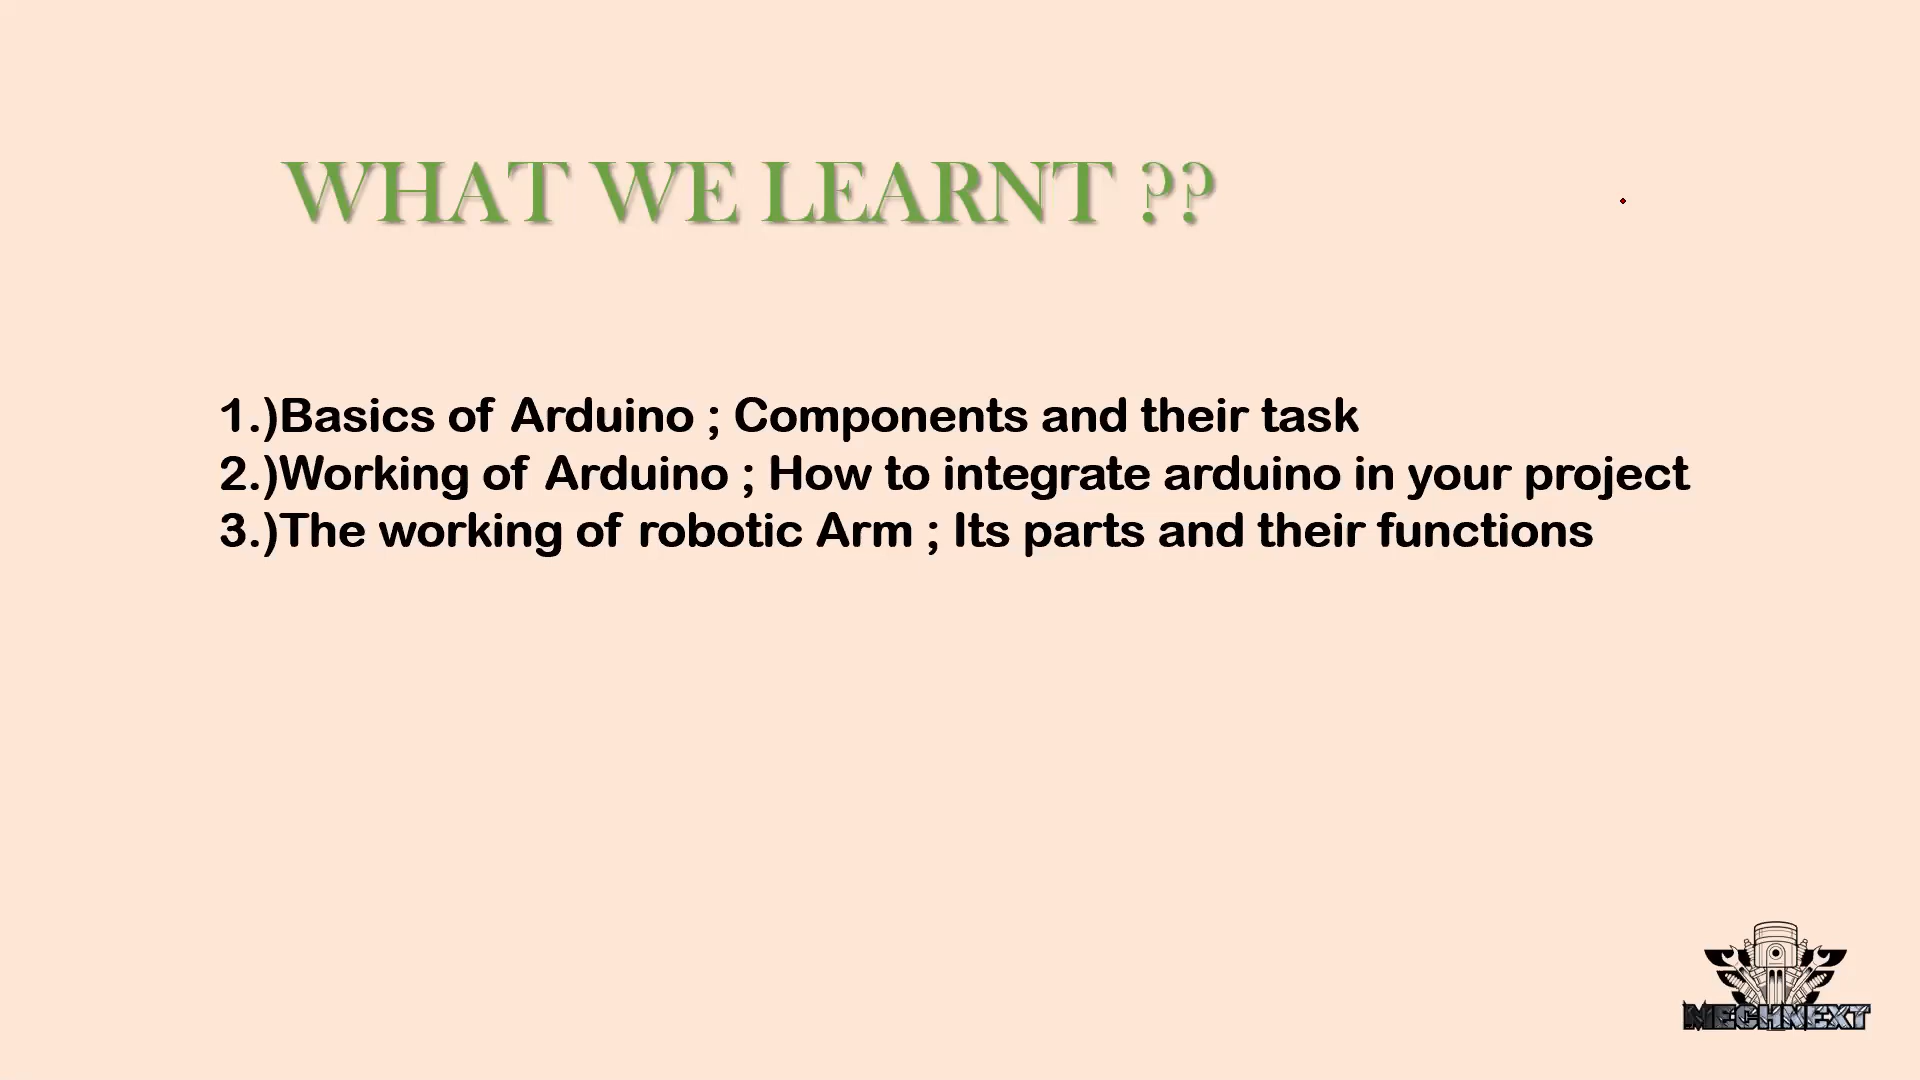 WHAT WE LEARNT ??
1.)Basics of Arduino ; Components and their task
2.)Working of Arduino ; How to integrate arduino in your project
3.)The working of robotic Arm ; Its parts and their functions
MECHNEXT